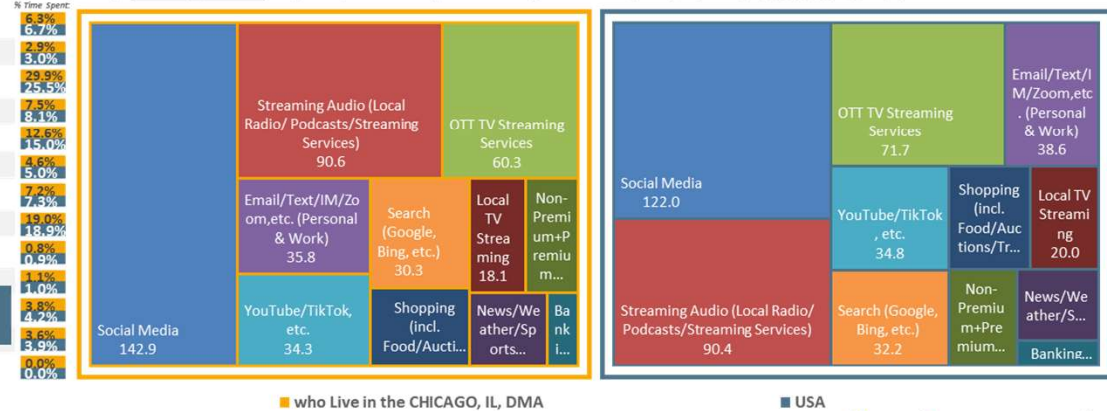 % Time Spent:
6.3%
6.7%
2.9%
3.0%
29.9%
25.5%
7.5%
8.1%
12.6%
15.0%
4.6%
5.0%
7.2%
7.3%
19.0%
18.9%
0.8%
0.9%
1.1%
1.0%
3.8%
4.2%
3.6%
3.9%
0.0%
0.0%
Social Media
142.9
Streaming Audio (Local
Radio/ Podcasts/Streaming
Services)
90.6
OTT TV Streaming
Services
60.3
Email/Text/IM/Zo
om,etc. (Personal
& Work)
35.8
Search
(Google,
Bing, etc.)
30.3
Local
TV
Strea
ming
18.1
Non-
Premi
um+P
remiu
m...
YouTube/TikTok,
etc.
34.3
Shopping
(incl.
Food/Aucti...
News/We
ather/Sp
orts...
Ba
nk
i...
Social Media
122.0
Streaming Audio (Local Radio/
Podcasts/Streaming Services)
90.4
OTT TV Streaming
Services
71.7
Email/Text/I
M/Zoom,etc
. (Personal
& Work)
38.6
YouTube/TikTok
, etc.
34.8
Shopping
(incl.
Food/Auc
tions/Tr...
Local TV
Streami
ng
20.0
Search (Google,
Bing, etc.)
32.2
Non-
Premiu
m+Pre
mium...
News/We
ather/S...
Banking...
who Live in the CHICAGO, IL, DMA
USA